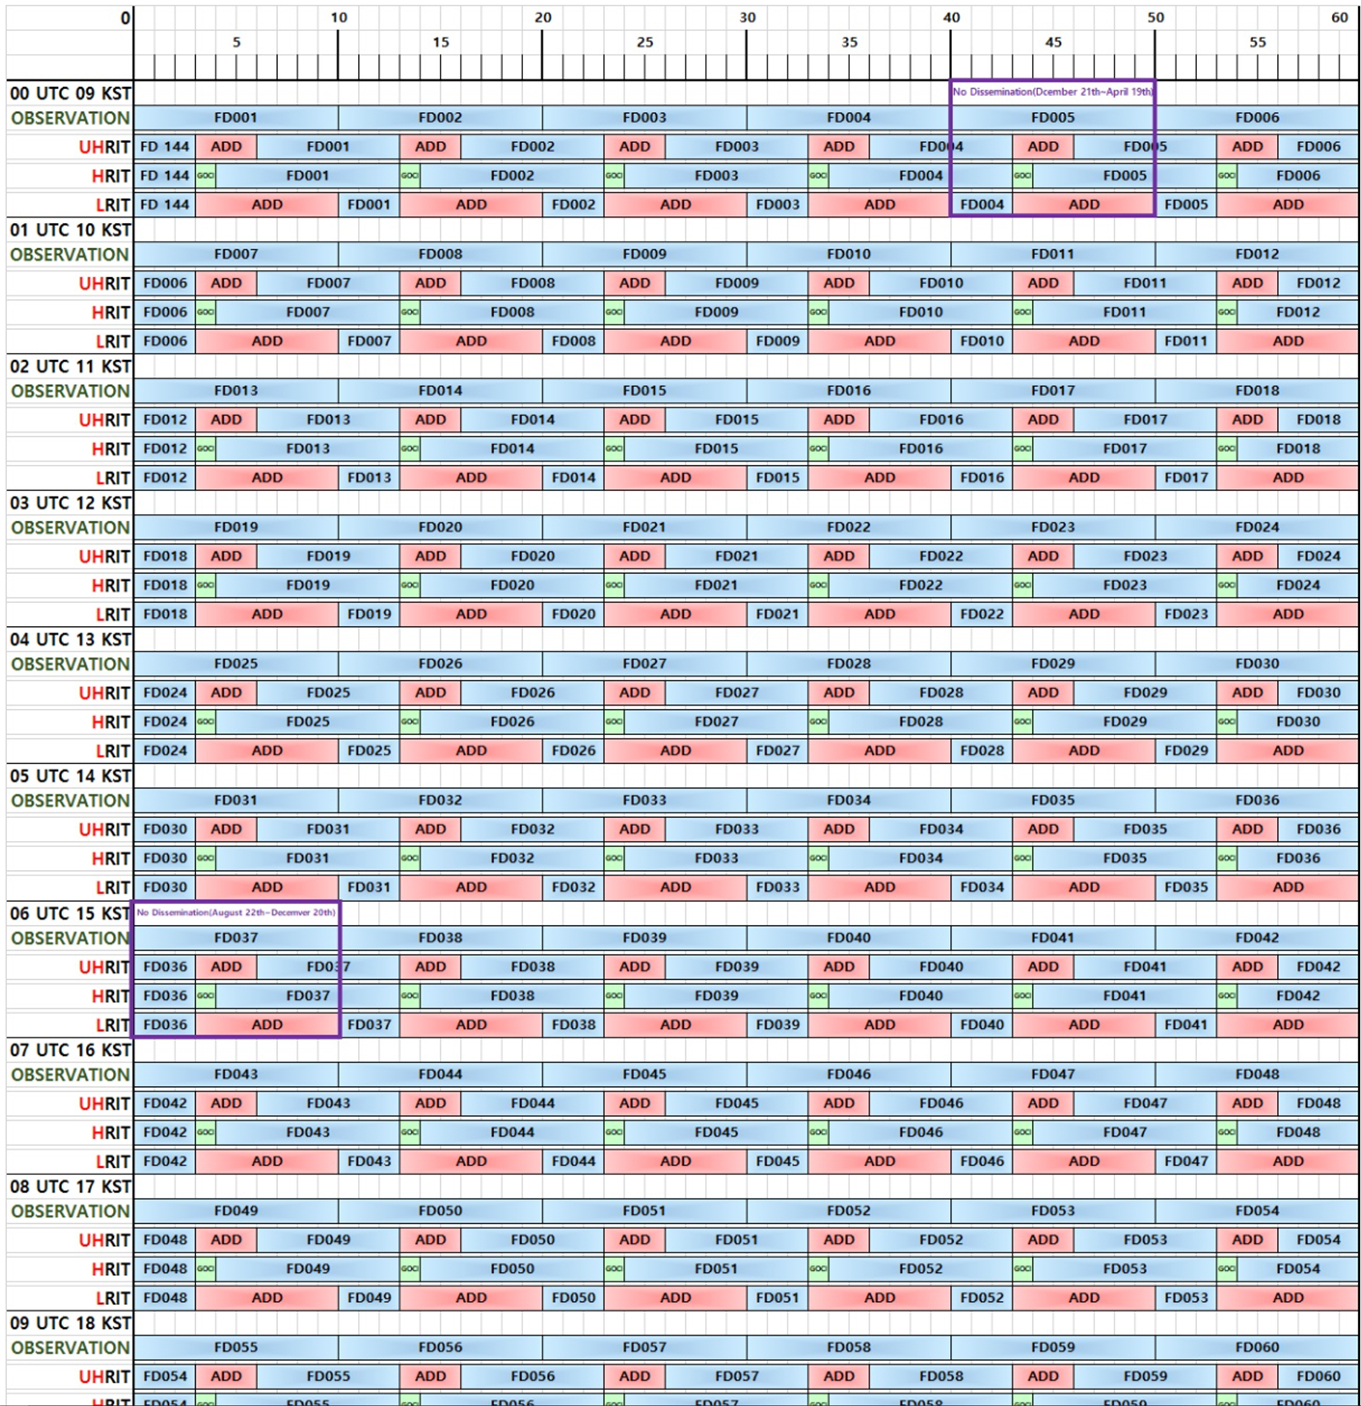 0 10 20 30 40 50 60
5 15 25 35 45 55
00 UTC 09 KST No Dissemination(Dcember 21th~April 19th)
OBSERVATION FD001 FD002 FD003 FD004 FD005 FD006
UHRIT FD 144 ADD FD001 ADD FD002 ADD FD003 ADD FD004 ADD FD005 ADD FD006
HRIT FD 144 GOCI FD001 GOCI FD002 GOCI FD003 GOCI FD004 GOCI FD005 GOCI FD006
LRIT FD 144 ADD FD001 ADD FD002 ADD FD003 ADD FD004 ADD FD005 ADD
01 UTC 10 KST
OBSERVATION FD007 FD008 FD009 FD010 FD011 FD012
UHRIT FD006 ADD FD007 ADD FD008 ADD FD009 ADD FD010 ADD FD011 ADD FD012
HRIT FD006 GOCI FD007 GOCI FD008 GOCI FD009 GOCI FD010 GOCI FD011 GOCI FD012
LRIT FD006 ADD FD007 ADD FD008 ADD FD009 ADD FD010 ADD FD011 ADD
02 UTC 11 KST
OBSERVATION FD013 FD014 FD015 FD016 FD017 FD018
UHRIT FD012 ADD FD013 ADD FD014 ADD FD015 ADD FD016 ADD FD017 ADD FD018
HRIT FD012 GOCI FD013 GOCI FD014 GOCI FD015 GOCI FD016 GOCI FD017 GOCI FD018
LRIT FD012 ADD FD013 ADD FD014 ADD FD015 ADD FD016 ADD FD017 ADD
03 UTC 12 KST
OBSERVATION FD019 FD020 FD021 FD022 FD023 FD024
UHRIT FD018 ADD FD019 ADD FD020 ADD FD021 ADD FD022 ADD FD023 ADD FD024
HRIT FD018 GOCI FD019 GOCI FD020 GOCI FD021 GOCI FD022 GOCI FD023 GOCI FD024
LRIT FD018 ADD FD019 ADD FD020 ADD FD021 ADD FD022 ADD FD023 ADD
04 UTC 13 KST
OBSERVATION FD025 FD026 FD027 FD028 FD029 FD030
UHRIT FD024 ADD FD025 ADD FD026 ADD FD027 ADD FD028 ADD FD029 ADD FD030
HRIT FD024 GOCI FD025 GOCI FD026 GOCI FD027 GOCI FD028 GOCI FD029 GOCI FD030
LRIT FD024 ADD FD025 ADD FD026 ADD FD027 ADD FD028 ADD FD029 ADD
05 UTC 14 KST
OBSERVATION FD031 FD032 FD033 FD034 FD035 FD036
UHRIT FD030 ADD FD031 ADD FD032 ADD FD033 ADD FD034 ADD FD035 ADD FD036
HRIT FD030 GOCI FD031 GOCI FD032 GOCI FD033 GOCI FD034 GOCI FD035 GOCI FD036
LRIT FD030 ADD FD031 ADD FD032 ADD FD033 ADD FD034 ADD FD035 ADD
06 UTC 15 KST No Dissemination(August 22th~Decemver 20th)
OBSERVATION FD037 FD038 FD039 FD040 FD041 FD042
UHRIT FD036 ADD FD037 ADD FD038 ADD FD039 ADD FD040 ADD FD041 ADD FD042
HRIT FD036 GOCI FD037 GOCI FD038 GOCI FD039 GOCI FD040 GOCI FD041 GOCI FD042
LRIT FD036 ADD FD037 ADD FD038 ADD FD039 ADD FD040 ADD FD041 ADD
07 UTC 16 KST
OBSERVATION FD043 FD044 FD045 FD046 FD047 FD048
UHRIT FD042 ADD FD043 ADD FD044 ADD FD045 ADD FD046 ADD FD047 ADD FD048
HRIT FD042 GOCI FD043 GOCI FD044 GOCI FD045 GOCI FD046 GOCI FD047 GOCI FD048
LRIT FD042 ADD FD043 ADD FD044 ADD FD045 ADD FD046 ADD FD047 ADD
08 UTC 17 KST
OBSERVATION FD049 FD050 FD051 FD052 FD053 FD054
UHRIT FD048 ADD FD049 ADD FD050 ADD FD051 ADD FD052 ADD FD053 ADD FD054
HRIT FD048 GOCI FD049 GOCI FD050 GOCI FD051 GOCI FD052 GOCI FD053 GOCI FD054
LRIT FD048 ADD FD049 ADD FD050 ADD FD051 ADD FD052 ADD FD053 ADD
09 UTC 18 KST
OBSERVATION FD055 FD056 FD057 FD058 FD059 FD060
UHRIT FD054 ADD FD055 ADD FD056 ADD FD057 ADD FD058 ADD FD059 ADD FD060
HRIT FD054 GOCI FD055 GOCI FD056 GOCI FD057 GOCI FD058 GOCI FD059 GOCI FD060